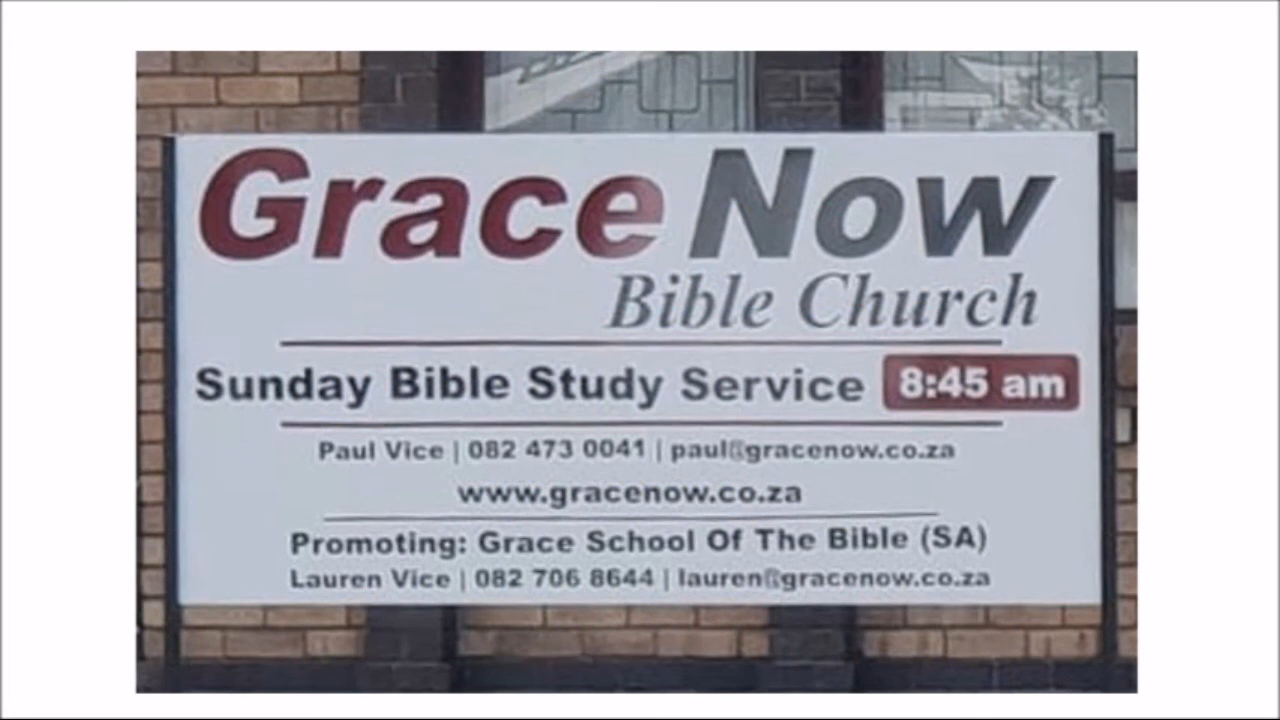 Grace Now
Bible Church
Sunday Bible Study Service 8:45 am
Paul Vice | 082 473 0041 | paul@gracenow.co.za
www.gracenow.co.za
Promoting: Grace School Of The Bible (SA)
Lauren Vice | 082 706 8644 | lauren@gracenow.co.za